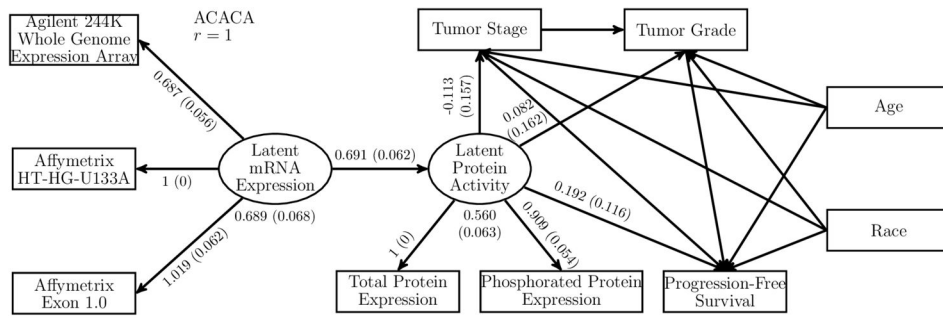 Agilent 244K
Whole Genome
Expression Array
ACACA
r = 1
Tumor Stage
Tumor Grade
0.687 (0.056)
-0.113
(0.157)
0.082
(0.162)
Age
Affymetrix
HT-HG-U133A
1 (0)
Latent
mRNA
Expression
0.691 (0.062)
Latent
Protein
Activity
0.689 (0.068)
0.560
(0.063)
0.192 (0.116)
Race
1.019 (0.062)
1 (0)
0.909 (0.054)
Affymetrix
Exon 1.0
Total Protein
Expression
Phosphorated Protein
Expression
Progression-Free
Survival